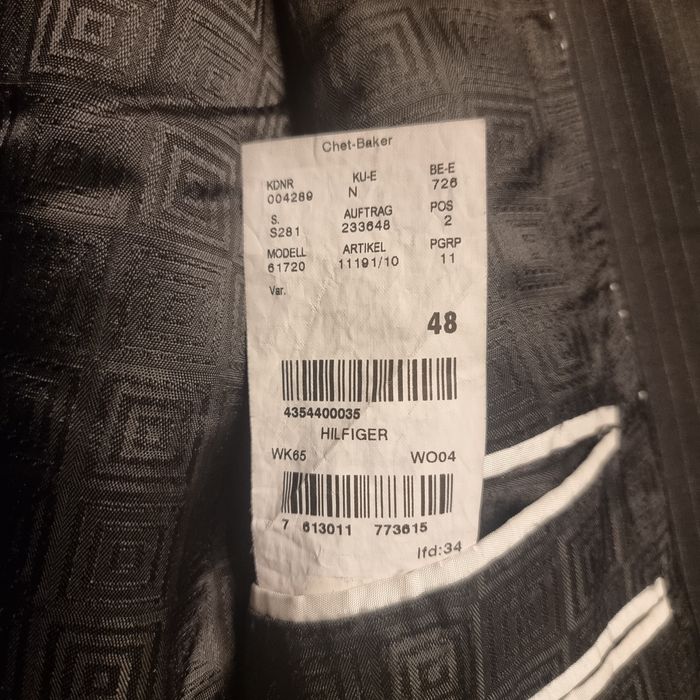 Chet-Baker
KDNR KU-E BE-E
004289 N 726
S. AUFTRAG POS
S281 233648 2
MODELL ARTIKEL PGRP
61720 11191/10 11
Var.
48
4354400035
HILFIGER
WK65 WO04
7 613011 773615
lfd:34